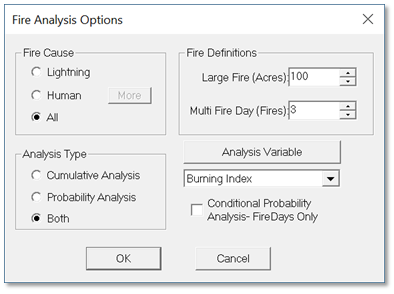 Fire Analysis Options
Fire Cause
Lightning
Human
More
All
Fire Definitions
Large Fire (Acres):
100
Multi Fire Day (Fires):
3
Analysis Type
Cumulative Analysis
Probability Analysis
Both
Analysis Variable
Burning Index
Conditional Probability
Analysis- FireDays Only
OK
Cancel